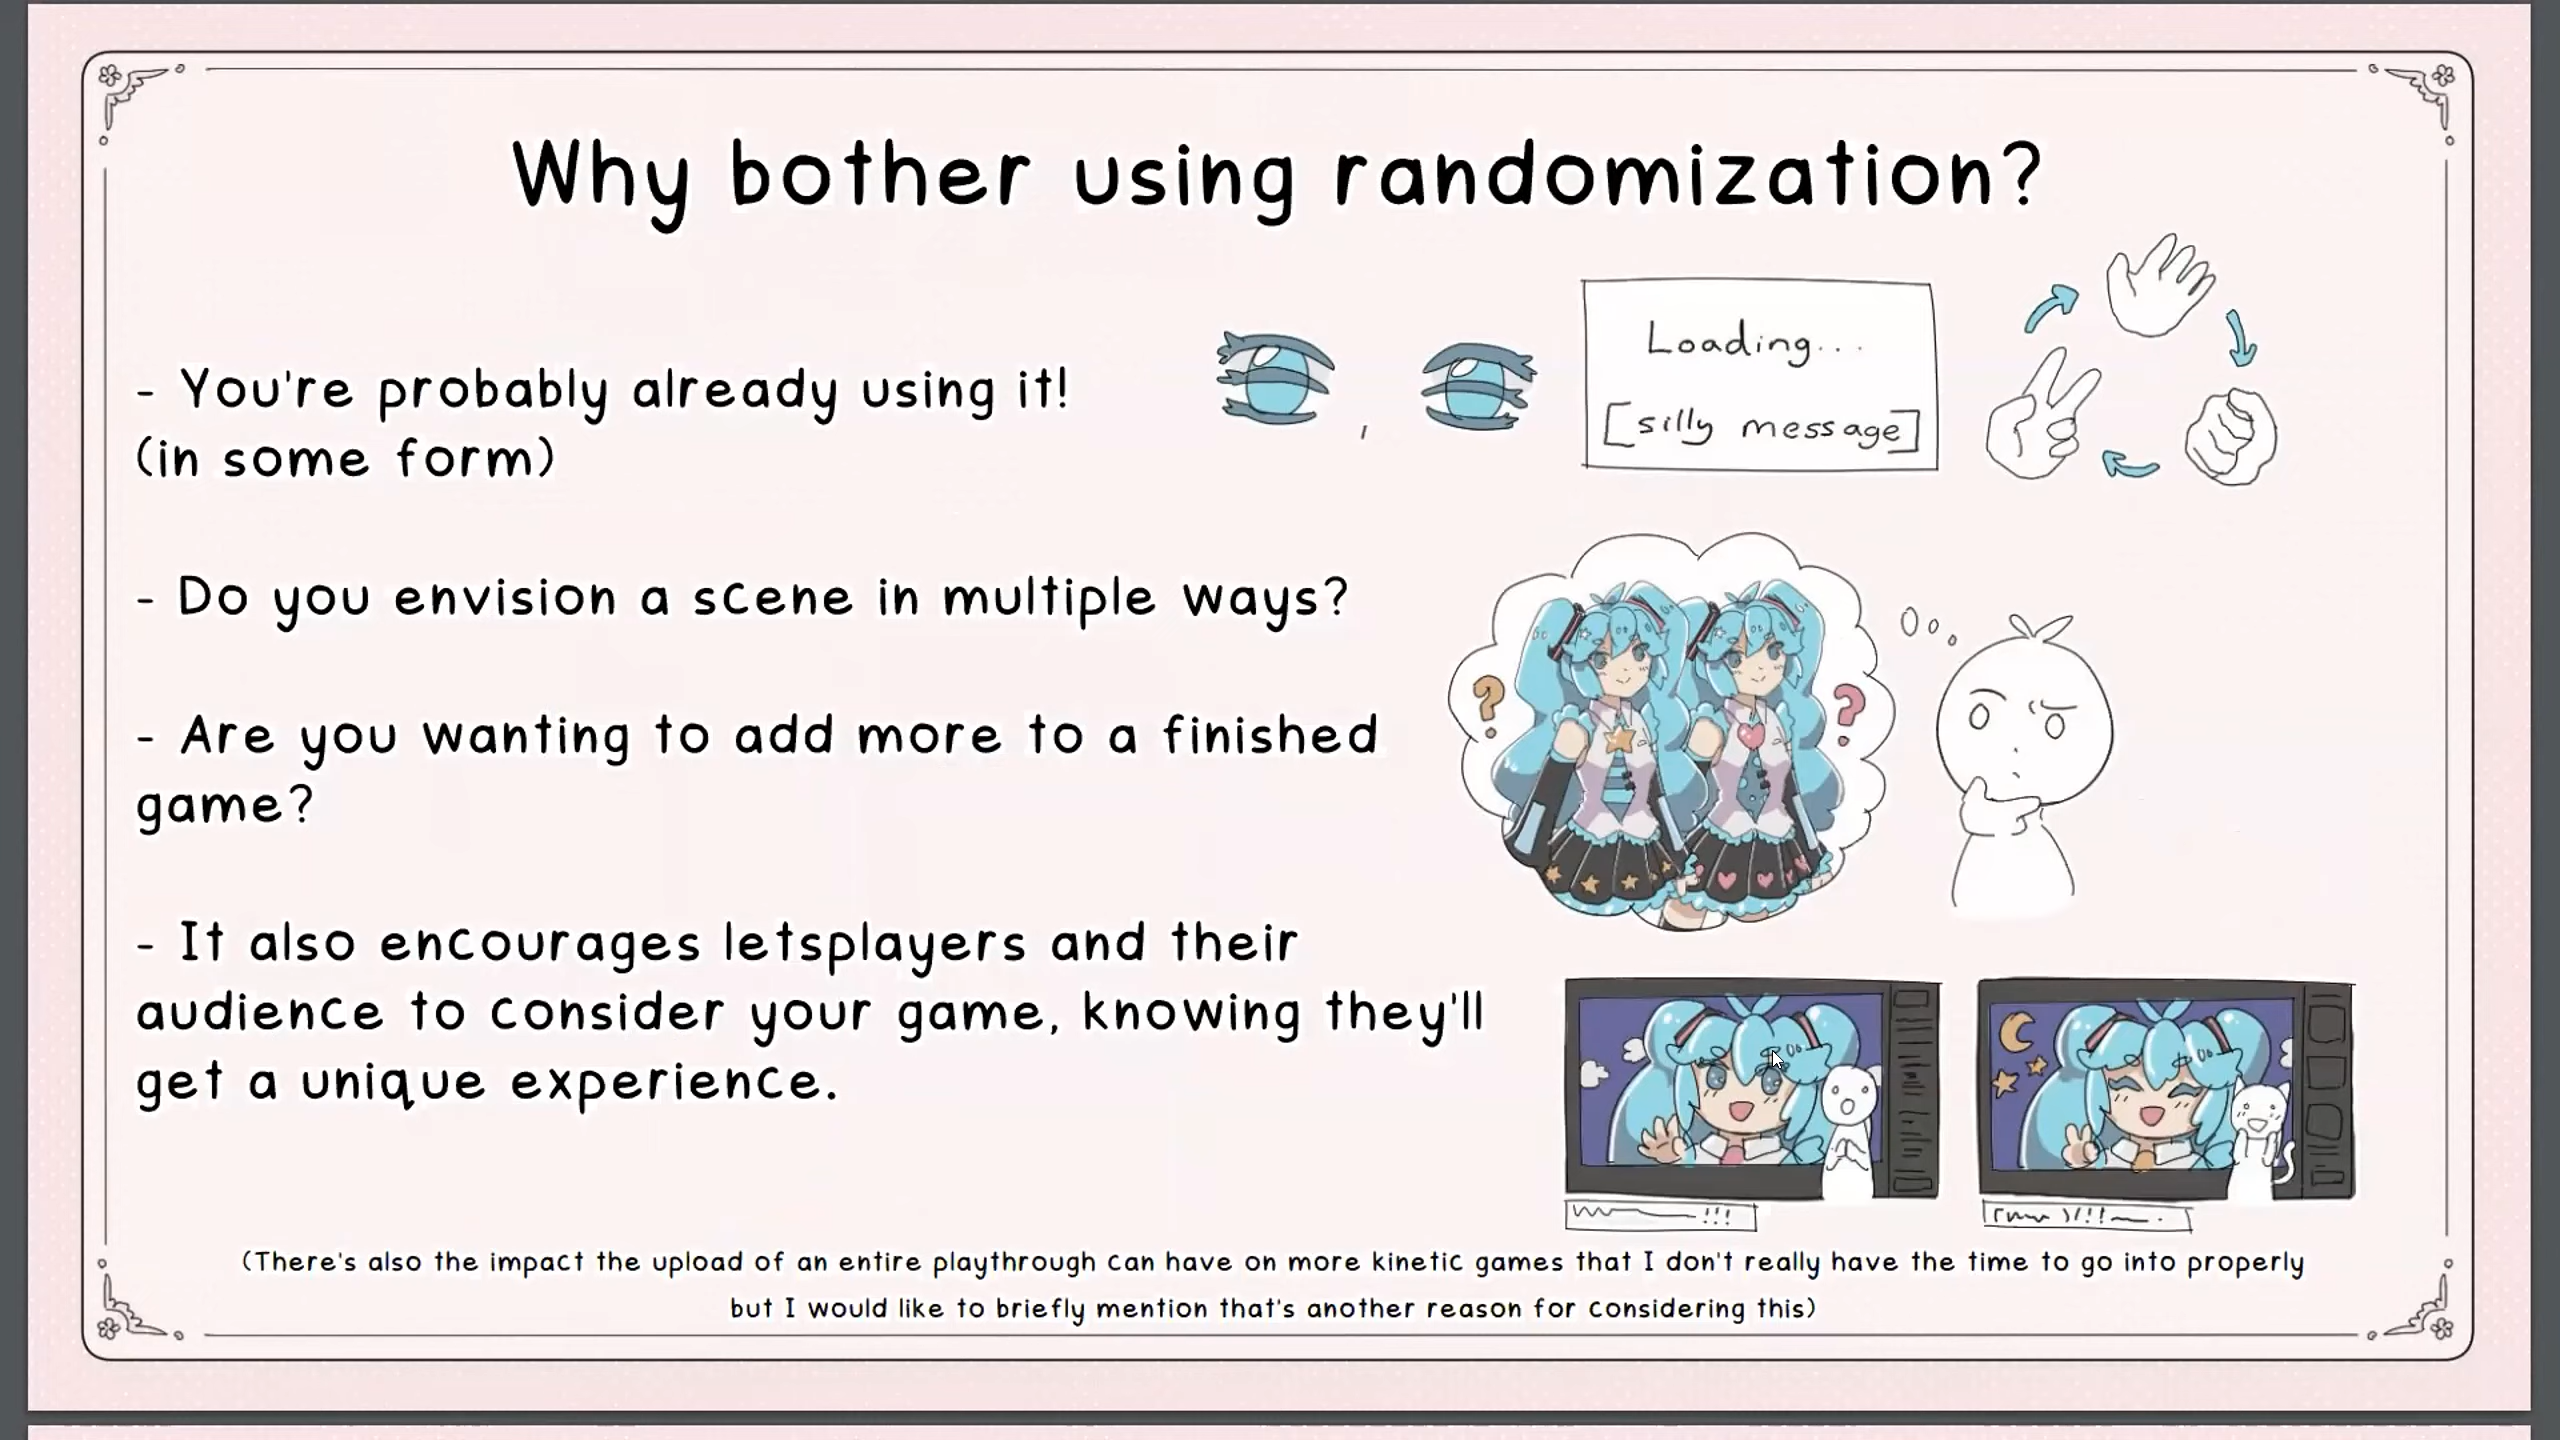 Why bother using randomization?
- You're probably already using it!
(in some form)
Loading...
[silly message]
- Do you envision a scene in multiple ways?
? ?
- Are you wanting to add more to a finished
game?
- It also encourages letsplayers and their
audience to consider your game, knowing they'll
get a unique experience.
(There's also the impact the upload of an entire playthrough can have on more kinetic games that I don't really have the time to go into properly
but I would like to briefly mention that's another reason for considering this)